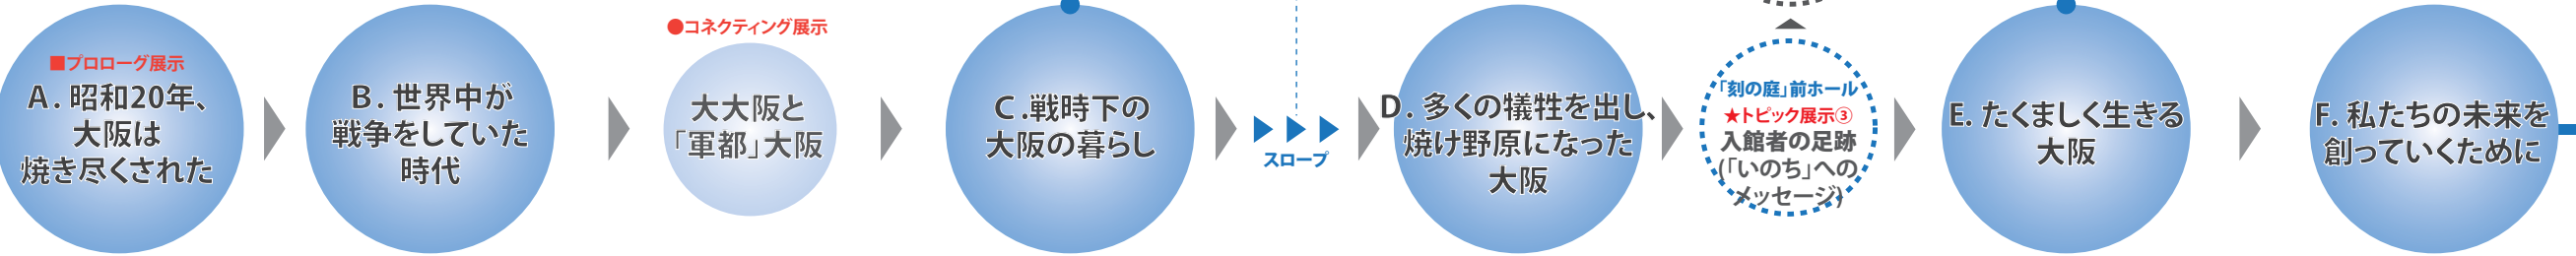 ■プロローグ展示
A．昭和20年、
大阪は
焼き尽くされた
B．世界中が
戦争をしていた
時代
●コネクティング展示
大大阪と
「軍都」大阪
C．戦時下の
大阪の暮らし
スロープ
D．多くの犠牲を出し、
焼け野原になった
大阪
「刻の庭」前ホール
★トピック展示③
入館者の足跡
(「いのち」への
メッセージ)
E．たくましく生きる
大阪
F．私たちの未来を
創っていくために